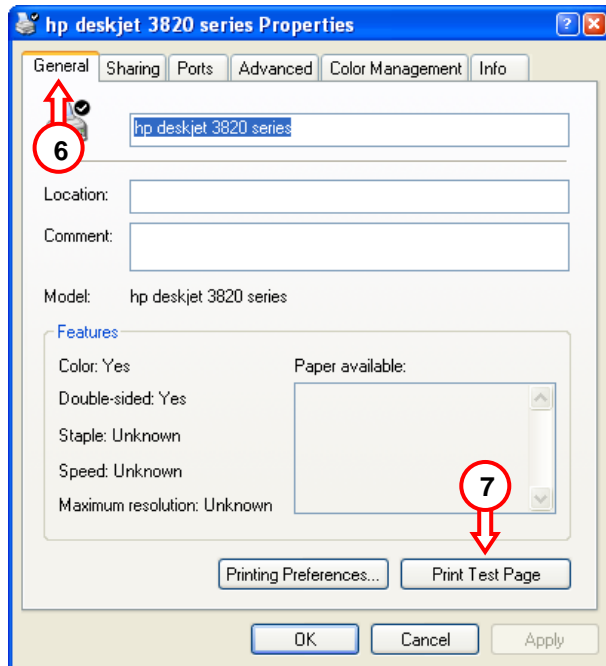 hp deskjet 3820 series Properties
General Sharing Ports Advanced Color Management Info
6
hp deskjet 3820 series
Location:
Comment:
Model: hp deskjet 3820 series
Features
Color: Yes Paper available:
Double-sided: Yes
Staple: Unknown
Speed: Unknown
7
Maximum resolution: Unknown
Printing Preferences... Print Test Page
OK Cancel Apply